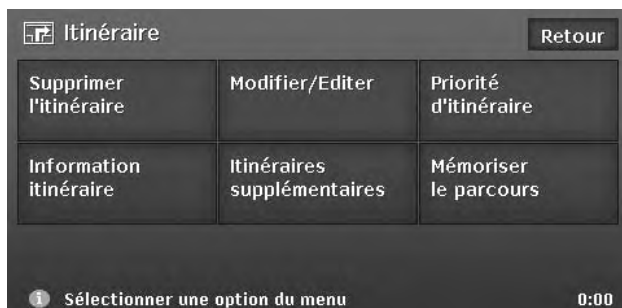 Itinéraire
Retour
Supprimer
l'itinéraire
Modifier/Editer
Priorité
d'itinéraire
Information
itinéraire
Itinéraires
supplémentaires
Mémoriser
le parcours
Sélectionner une option du menu
0:00